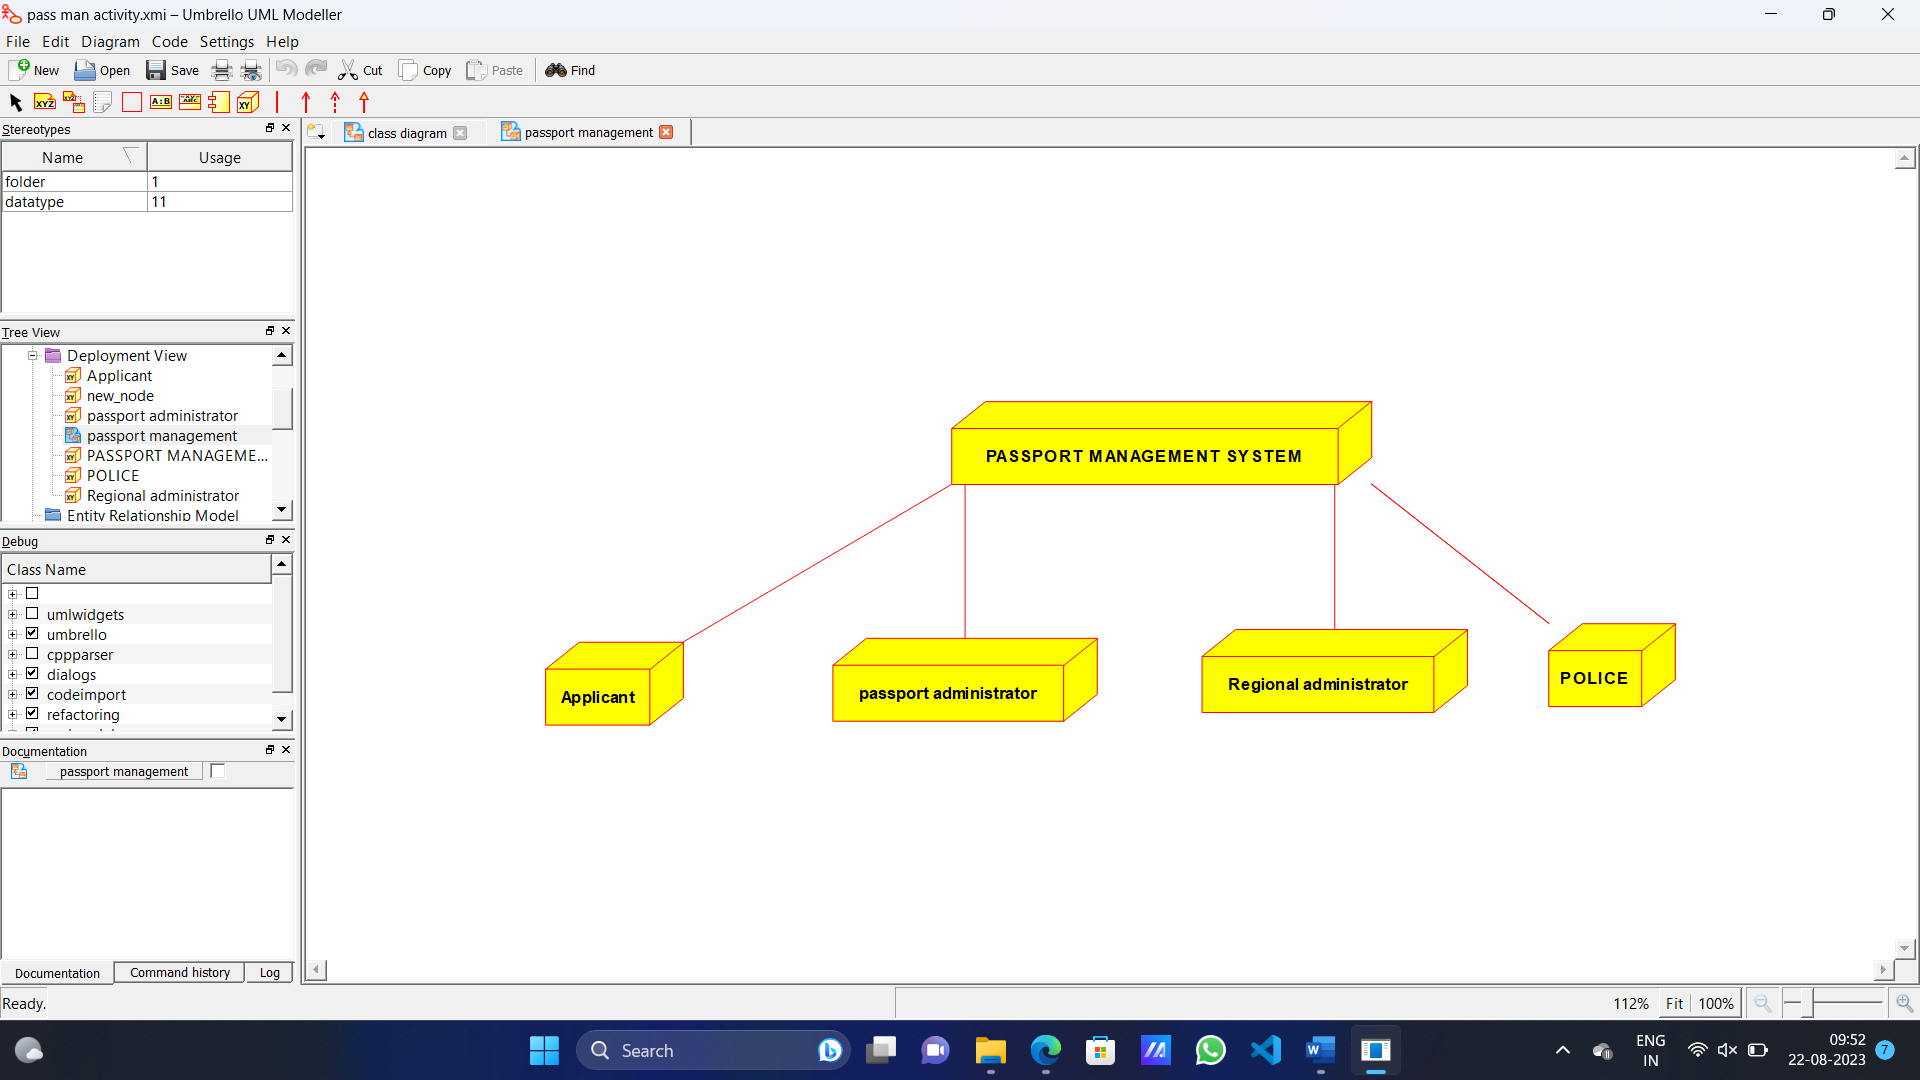 pass man activity.xmi – Umbrello UML Modeller
File Edit Diagram Code Settings Help
New Open Save Cut Copy Paste Find
XYZ XYZ A:B ABC XY
Stereotypes
class diagram passport management
Name Usage
folder 1
datatype 11
Tree View
Deployment View
Applicant
new_node
passport administrator
passport management
PASSPORT MANAGEME...
POLICE
Regional administrator
Entity Relationship Model
PASSPORT MANAGEMENT SYSTEM
Applicant
passport administrator
Regional administrator
POLICE
Debug
Class Name
umlwidgets
umbrello
cppparser
dialogs
codeimport
refactoring
Documentation
passport management
Documentation Command history Log
Ready.
112% Fit 100%
Search
ENG
IN
09:52
22-08-2023
7